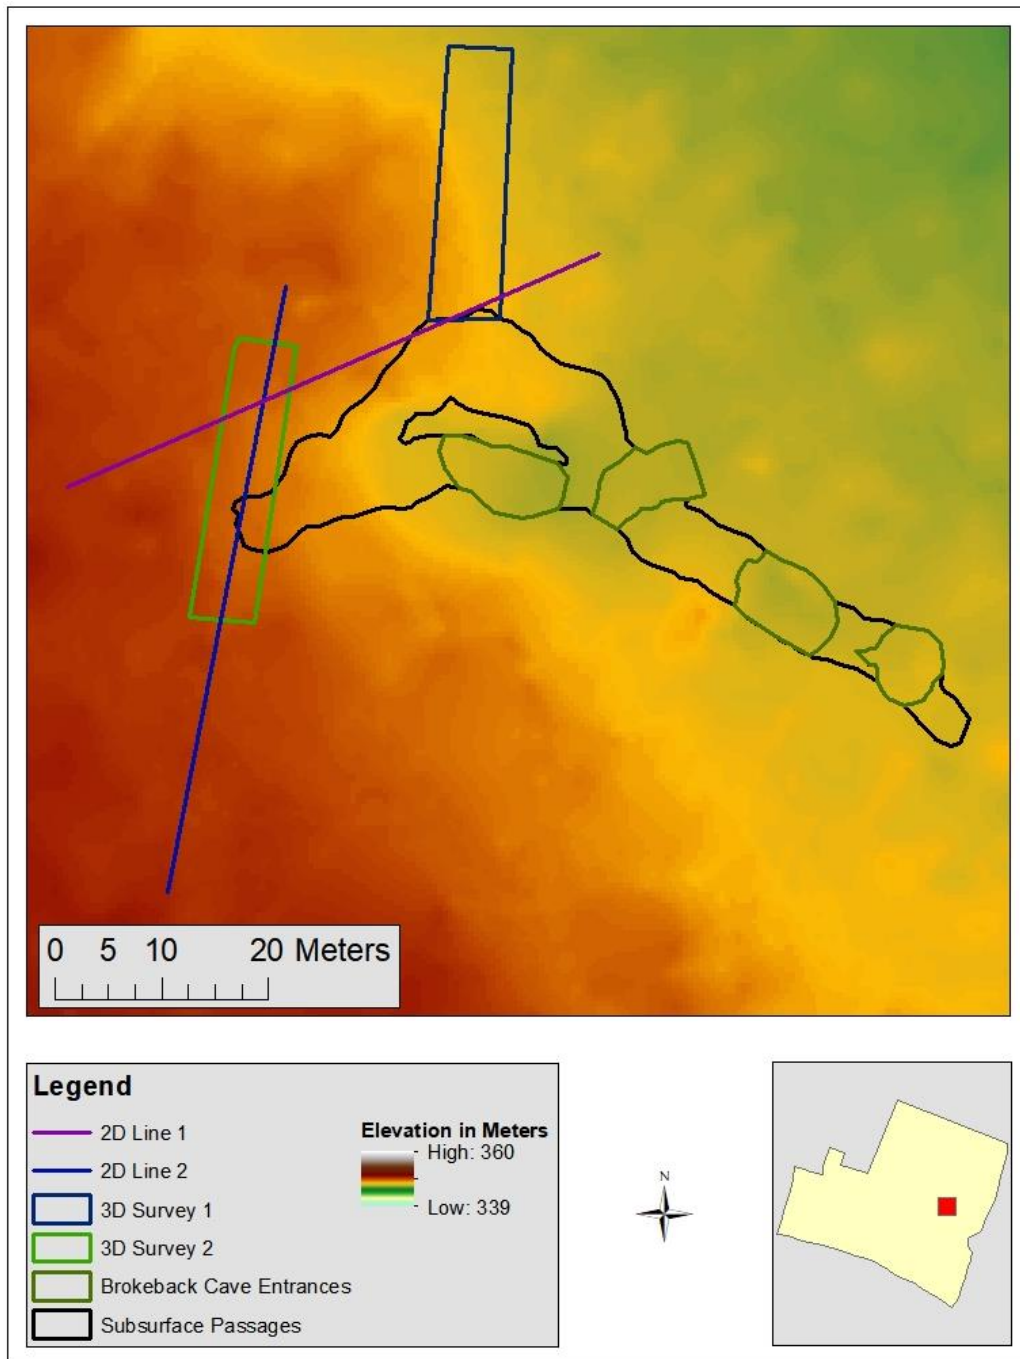 0 5 10 20 Meters
Legend
2D Line 1
2D Line 2
3D Survey 1
3D Survey 2
Brokeback Cave Entrances
Subsurface Passages
Elevation in Meters
High: 360
Low: 339
N